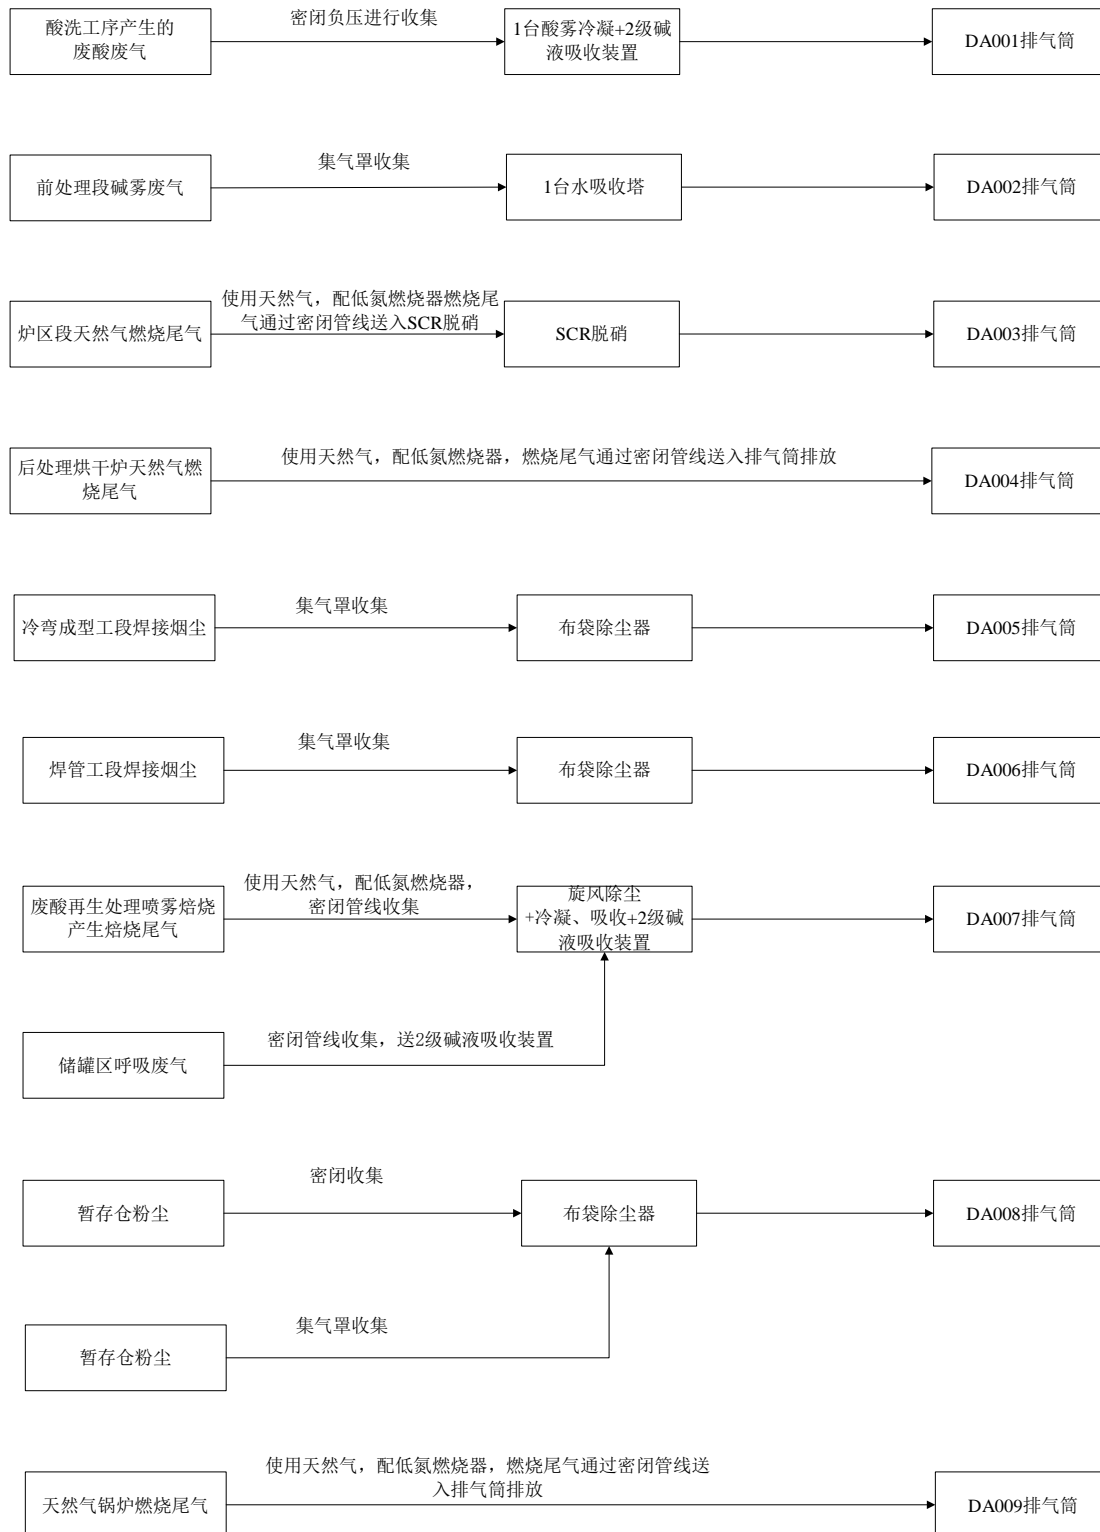 酸洗工序产生的
废酸废气
密闭负压进行收集
1台酸雾冷凝+2级碱
液吸收装置
DA001排气筒
前处理段碱雾废气
集气罩收集
1台水吸收塔
DA002排气筒
炉区段天然气燃烧尾气
使用天然气，配低氮燃烧器燃烧尾
气通过密闭管线送入SCR脱硝
SCR脱硝
DA003排气筒
后处理烘干炉天然气燃
烧尾气
使用天然气，配低氮燃烧器，燃烧尾气通过密闭管线送入排气筒排放
DA004排气筒
冷弯成型工段焊接烟尘
集气罩收集
布袋除尘器
DA005排气筒
焊管工段焊接烟尘
集气罩收集
布袋除尘器
DA006排气筒
废酸再生处理喷雾焙烧
产生焙烧尾气
使用天然气，配低氮燃烧器，
密闭管线收集
旋风除尘
+冷凝、吸收+2级碱
液吸收装置
DA007排气筒
储罐区呼吸废气
密闭管线收集，送2级碱液吸收装置
暂存仓粉尘
密闭收集
布袋除尘器
DA008排气筒
暂存仓粉尘
集气罩收集
天然气锅炉燃烧尾气
使用天然气，配低氮燃烧器，燃烧尾气通过密闭管线送
入排气筒排放
DA009排气筒